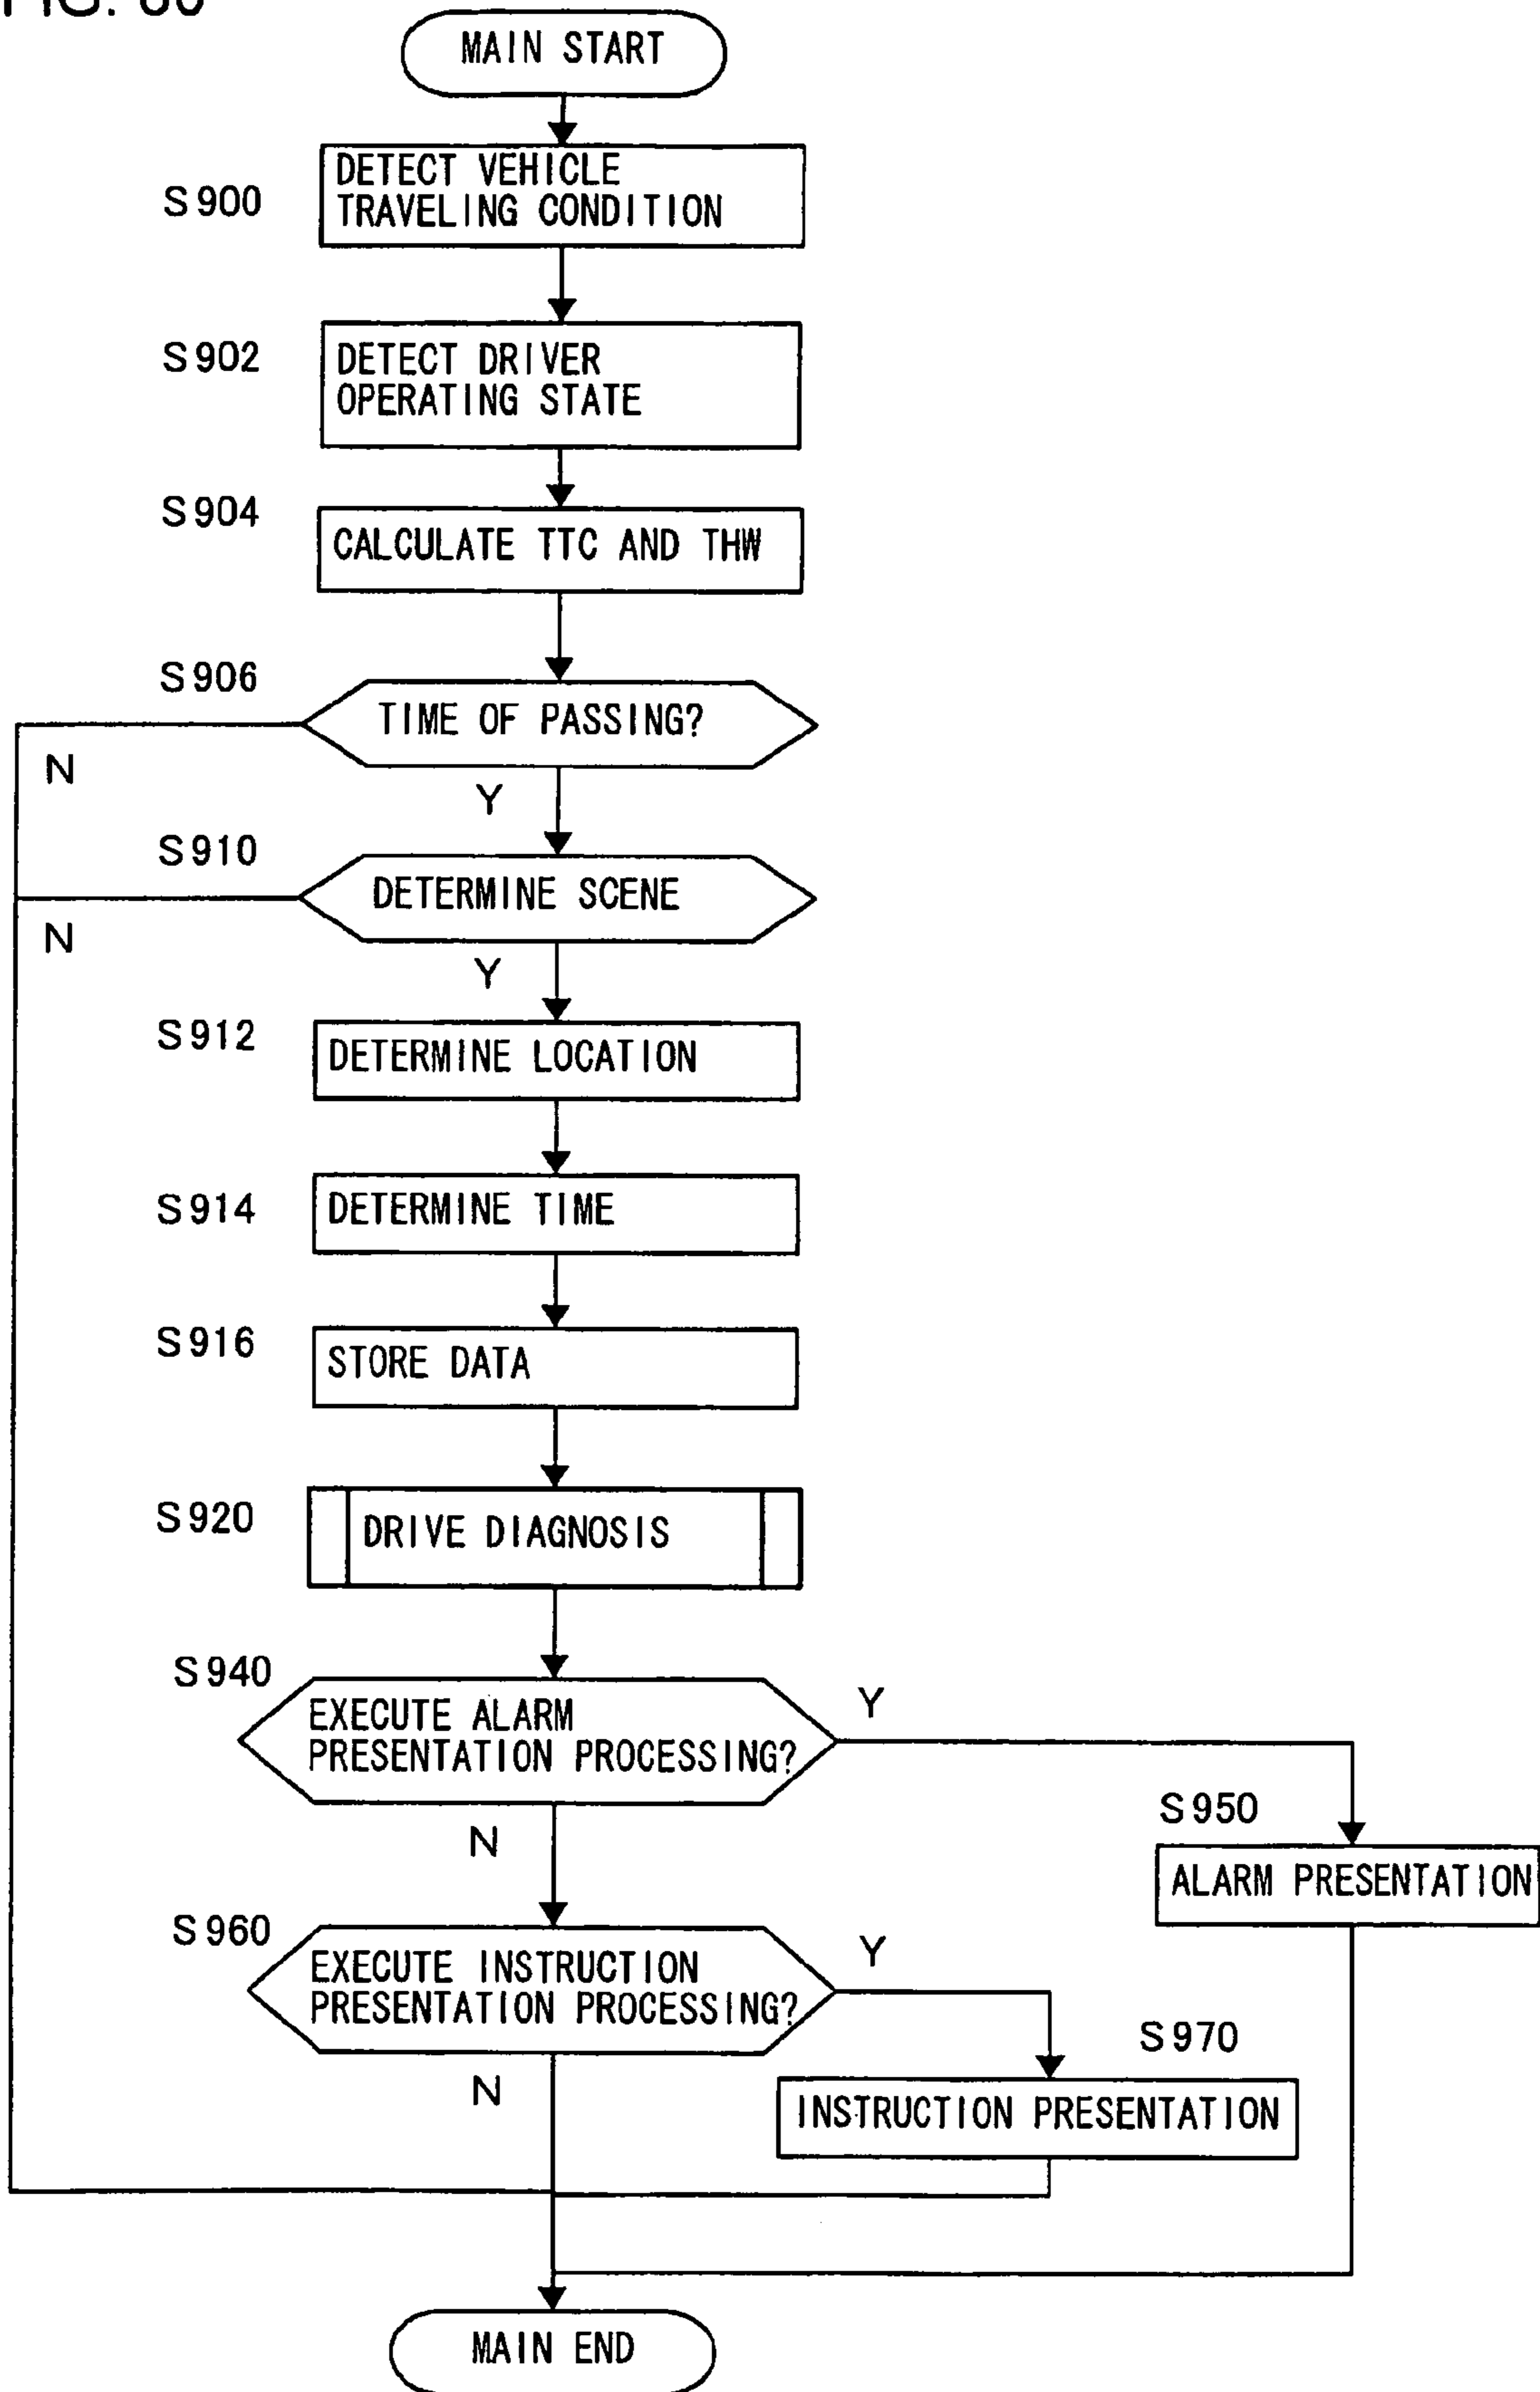 MAIN START
S900
DETECT VEHICLE
TRAVELING CONDITION
S902
DETECT DRIVER
OPERATING STATE
S904
CALCULATE TTC AND THW
S906
TIME OF PASSING?
N
Y
S910
DETERMINE SCENE
N
Y
S912
DETERMINE LOCATION
S914
DETERMINE TIME
S916
STORE DATA
S920
DRIVE DIAGNOSIS
S940
EXECUTE ALARM
PRESENTATION PROCESSING?
Y
N
S950
ALARM PRESENTATION
S960
EXECUTE INSTRUCTION
PRESENTATION PROCESSING?
Y
N
S970
INSTRUCTION PRESENTATION
MAIN END